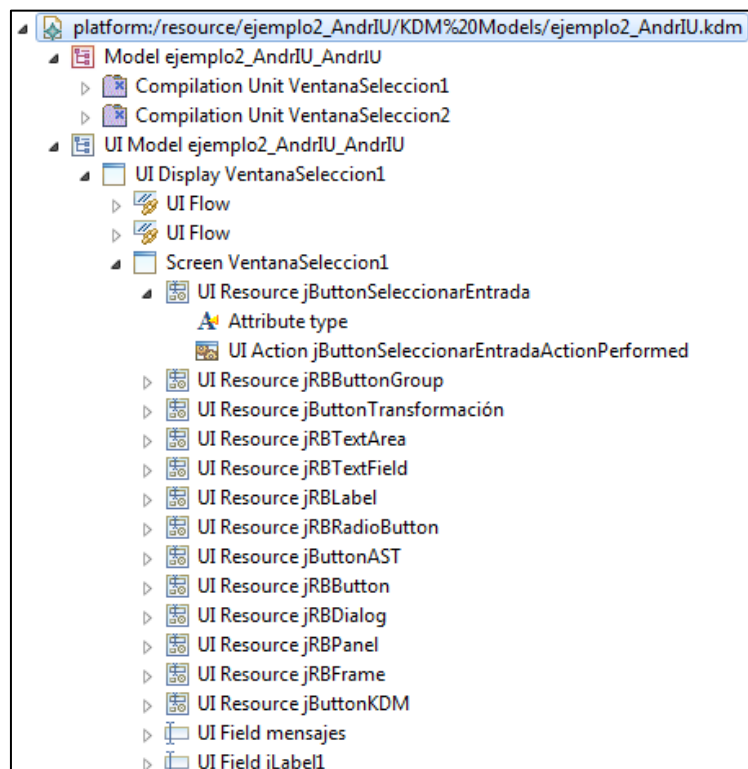 platform:/resource/ejemplo2_AndrIU/KDM%20Models/ejemplo2_AndrIU.kdm
Model ejemplo2_AndrIU_AndrIU
Compilation Unit VentanaSeleccion1
Compilation Unit VentanaSeleccion2
UI Model ejemplo2_AndrIU_AndrIU
UI Display VentanaSeleccion1
UI Flow
UI Flow
Screen VentanaSeleccion1
UI Resource jButtonSeleccionarEntrada
Attribute type
UI Action jButtonSeleccionarEntradaActionPerformed
UI Resource jRBButtonGroup
UI Resource jButtonTransformación
UI Resource jRBTextArea
UI Resource jRBTextField
UI Resource jRBLabel
UI Resource jRBRadioButton
UI Resource jButtonAST
UI Resource jRBButton
UI Resource jRBDialog
UI Resource jRBPanel
UI Resource jRBFrame
UI Resource jButtonKDM
UI Field mensajes
UI Field jLabel1